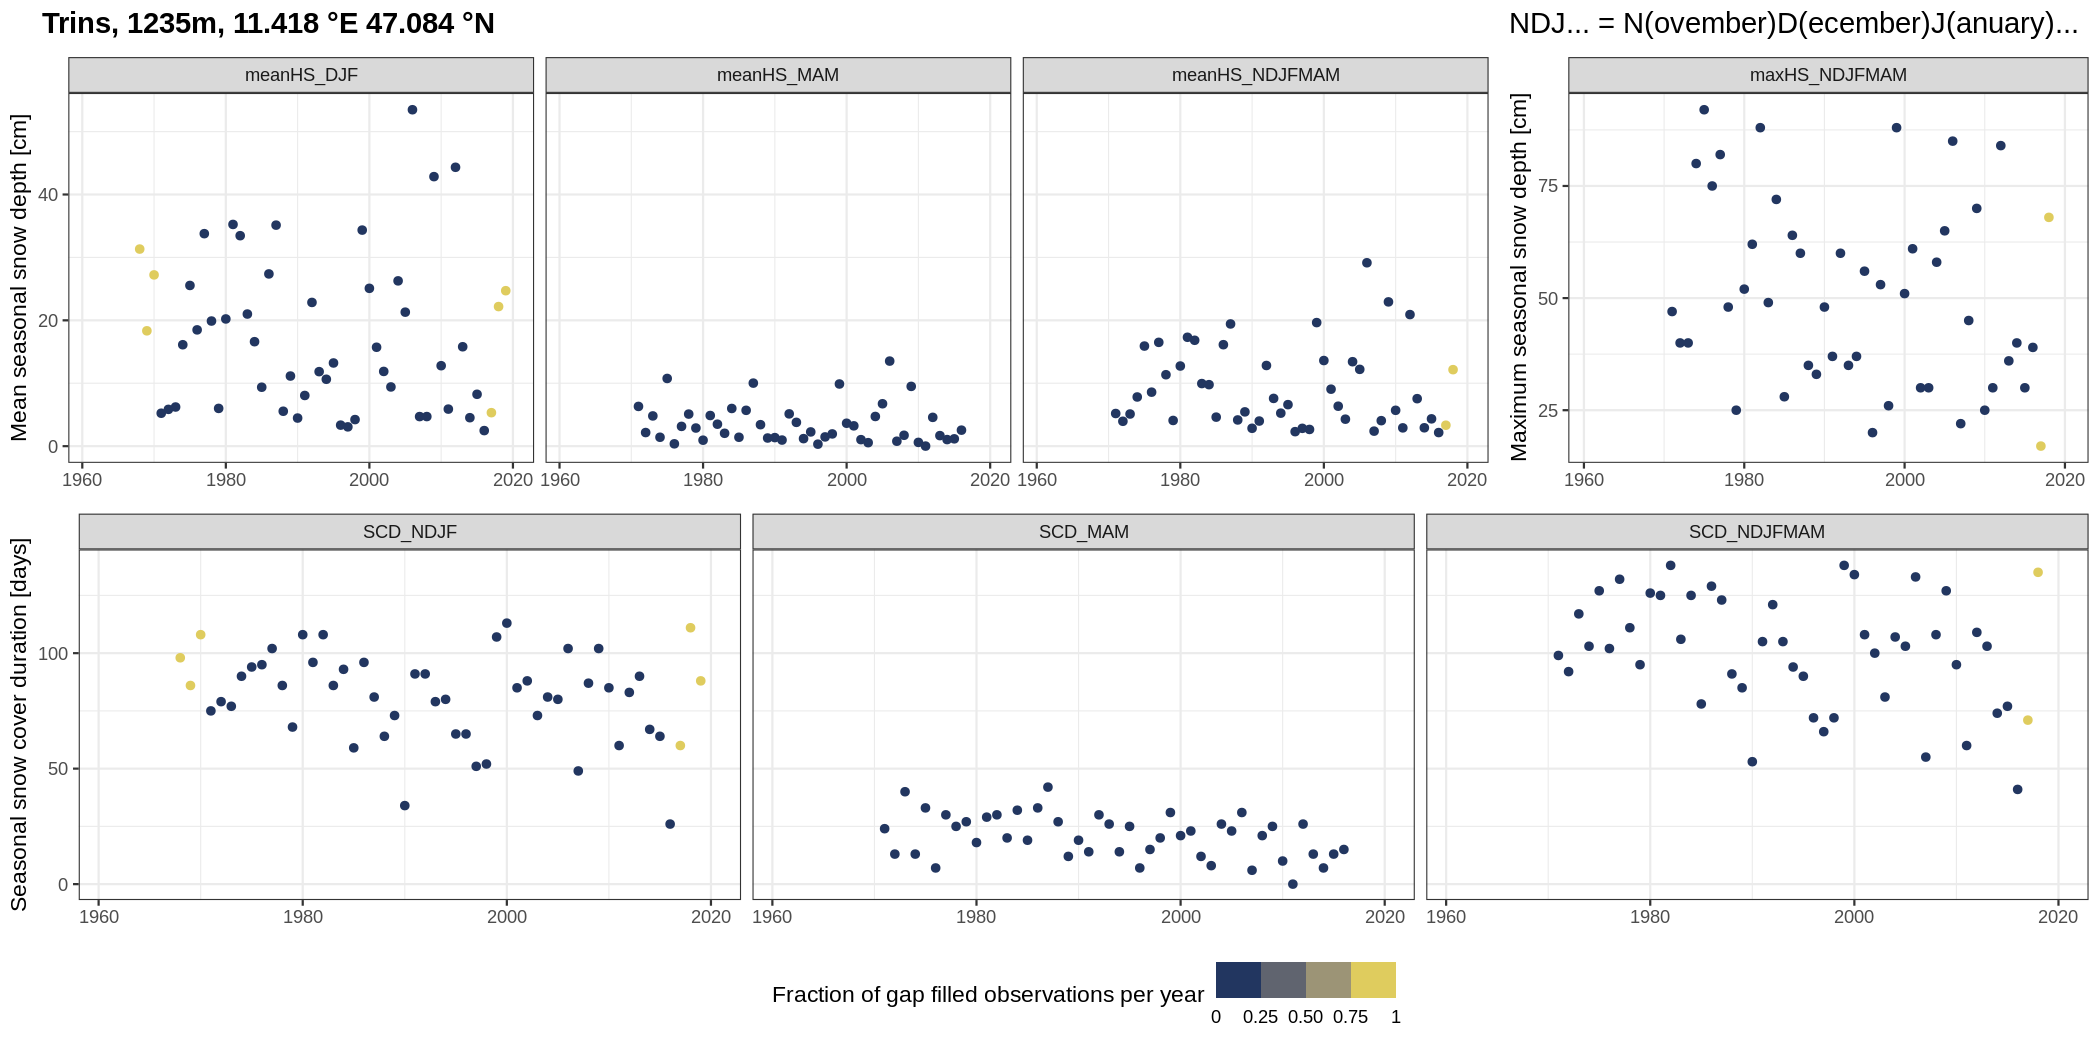 Trins, 1235m, 11.418 °E 47.084 °N
NDJ... = N(ovember)D(ecember)J(anuary)...
meanHS_DJF
meanHS_MAM
meanHS_NDJFMAM
maxHS_NDJFMAM
Mean seasonal snow depth [cm]
40
20
0
1960 1980 2000 2020
1960 1980 2000 2020
1960 1980 2000 2020
Maximum seasonal snow depth [cm]
75
50
25
1960 1980 2000 2020
SCD_NDJF
SCD_MAM
SCD_NDJFMAM
Seasonal snow cover duration [days]
100
50
0
1960 1980 2000 2020
1960 1980 2000 2020
1960 1980 2000 2020
Fraction of gap filled observations per year
0 0.25 0.50 0.75 1